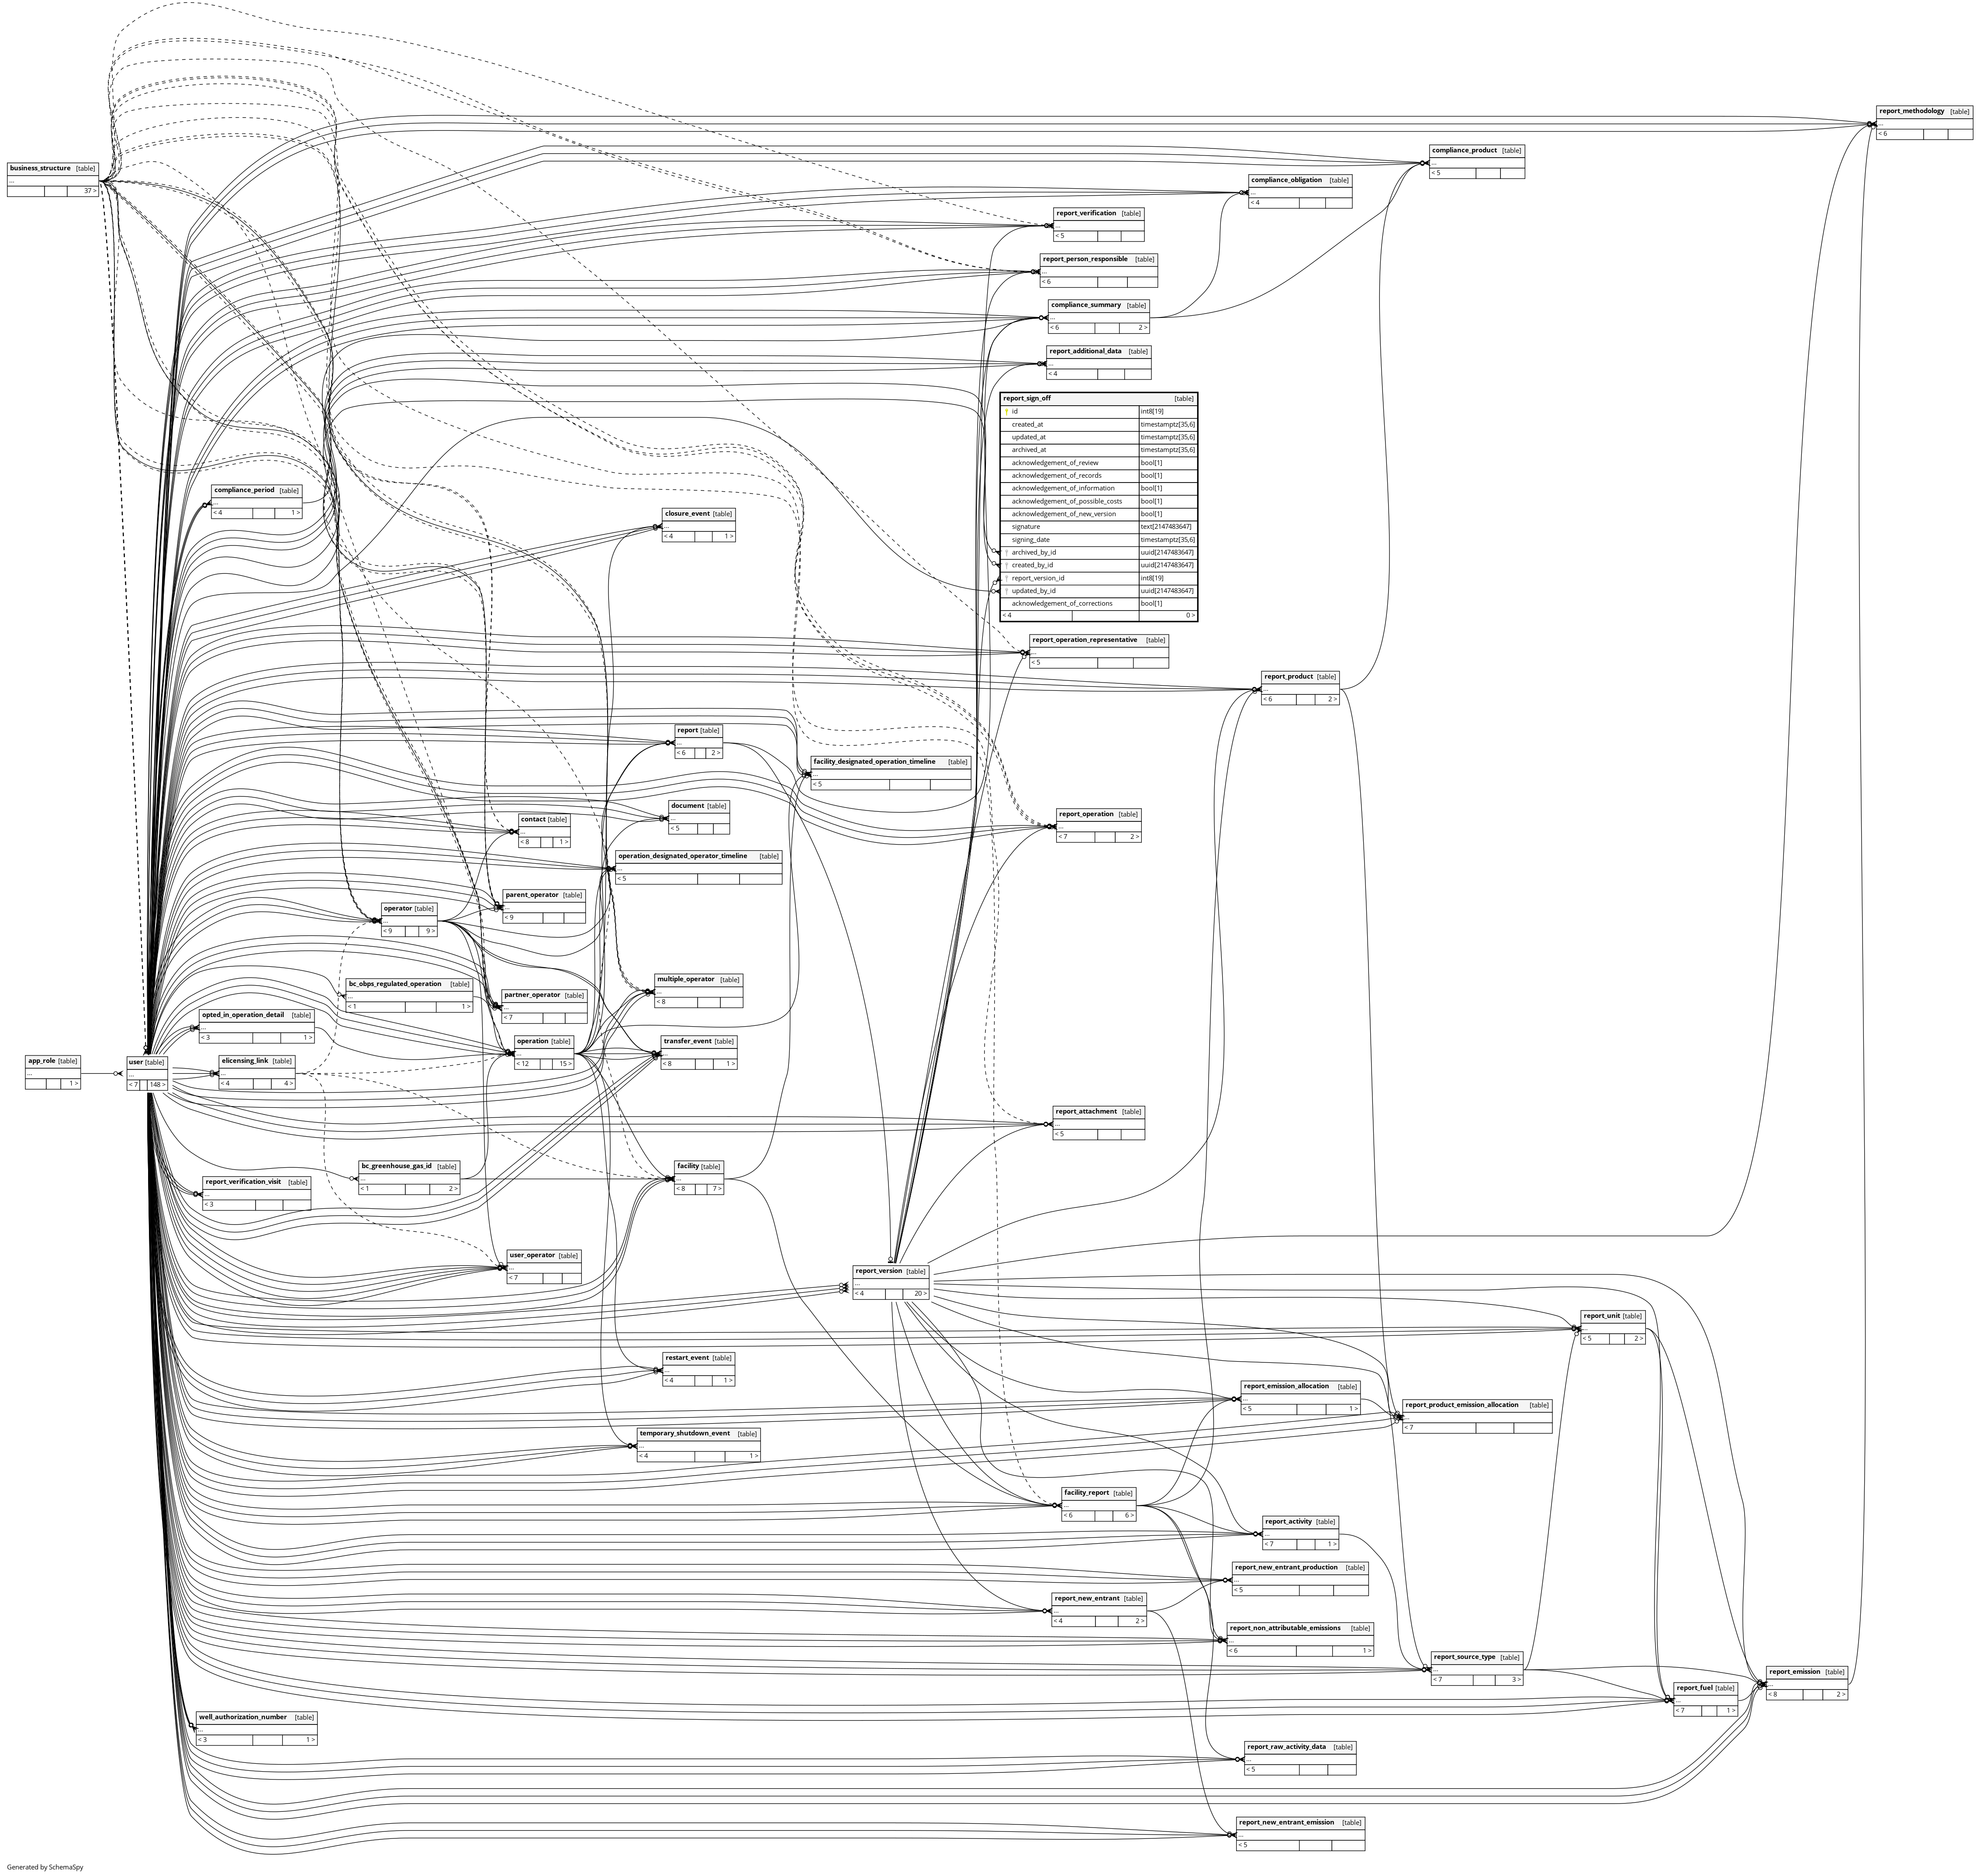 report_methodology [table]
...
< 6
compliance_product [table]
...
< 5
business_structure [table]
...
37 >
compliance_obligation [table]
...
< 4
report_verification [table]
...
< 5
report_person_responsible [table]
...
< 6
compliance_summary [table]
...
< 6 2 >
report_additional_data [table]
...
< 4
report_sign_off [table]
id int8[19]
created_at timestamptz[35,6]
updated_at timestamptz[35,6]
archived_at timestamptz[35,6]
acknowledgement_of_review bool[1]
acknowledgement_of_records bool[1]
acknowledgement_of_information bool[1]
acknowledgement_of_possible_costs bool[1]
acknowledgement_of_new_version bool[1]
signature text[2147483647]
signing_date timestamptz[35,6]
archived_by_id uuid[2147483647]
created_by_id uuid[2147483647]
report_version_id int8[19]
updated_by_id uuid[2147483647]
acknowledgement_of_corrections bool[1]
< 4 0 >
compliance_period [table]
...
< 4 1 >
closure_event [table]
...
< 4 1 >
report_operation_representative [table]
...
< 5
report_product [table]
...
< 6 2 >
report [table]
...
< 6 2 >
facility_designated_operation_timeline [table]
...
< 5
document [table]
...
< 5
report_operation [table]
...
< 7 2 >
contact [table]
...
< 8 1 >
operation_designated_operator_timeline [table]
...
< 5
parent_operator [table]
...
< 9
operator [table]
...
< 9 9 >
multiple_operator [table]
...
< 8
bc_obps_regulated_operation [table]
...
< 1 1 >
partner_operator [table]
...
< 7
opted_in_operation_detail [table]
...
< 3 1 >
operation [table]
...
< 12 15 >
transfer_event [table]
...
< 8 1 >
app_role [table]
...
1 >
user [table]
...
< 7 148 >
elicensing_link [table]
...
< 4 4 >
report_attachment [table]
...
< 5
bc_greenhouse_gas_id [table]
...
< 1 2 >
facility [table]
...
< 8 7 >
report_verification_visit [table]
...
< 3
user_operator [table]
...
< 7
report_version [table]
...
< 4 20 >
report_unit [table]
...
< 5 2 >
restart_event [table]
...
< 4 1 >
report_emission_allocation [table]
...
< 5 1 >
report_product_emission_allocation [table]
...
< 7
temporary_shutdown_event [table]
...
< 4 1 >
facility_report [table]
...
< 6 6 >
report_activity [table]
...
< 7 1 >
report_new_entrant_production [table]
...
< 5
report_new_entrant [table]
...
< 4 2 >
report_non_attributable_emissions [table]
...
< 6 1 >
report_source_type [table]
...
< 7 3 >
report_emission [table]
...
< 8 2 >
report_fuel [table]
...
< 7 1 >
well_authorization_number [table]
...
< 3 1 >
report_raw_activity_data [table]
...
< 5
report_new_entrant_emission [table]
...
< 5
Generated by SchemaSpy